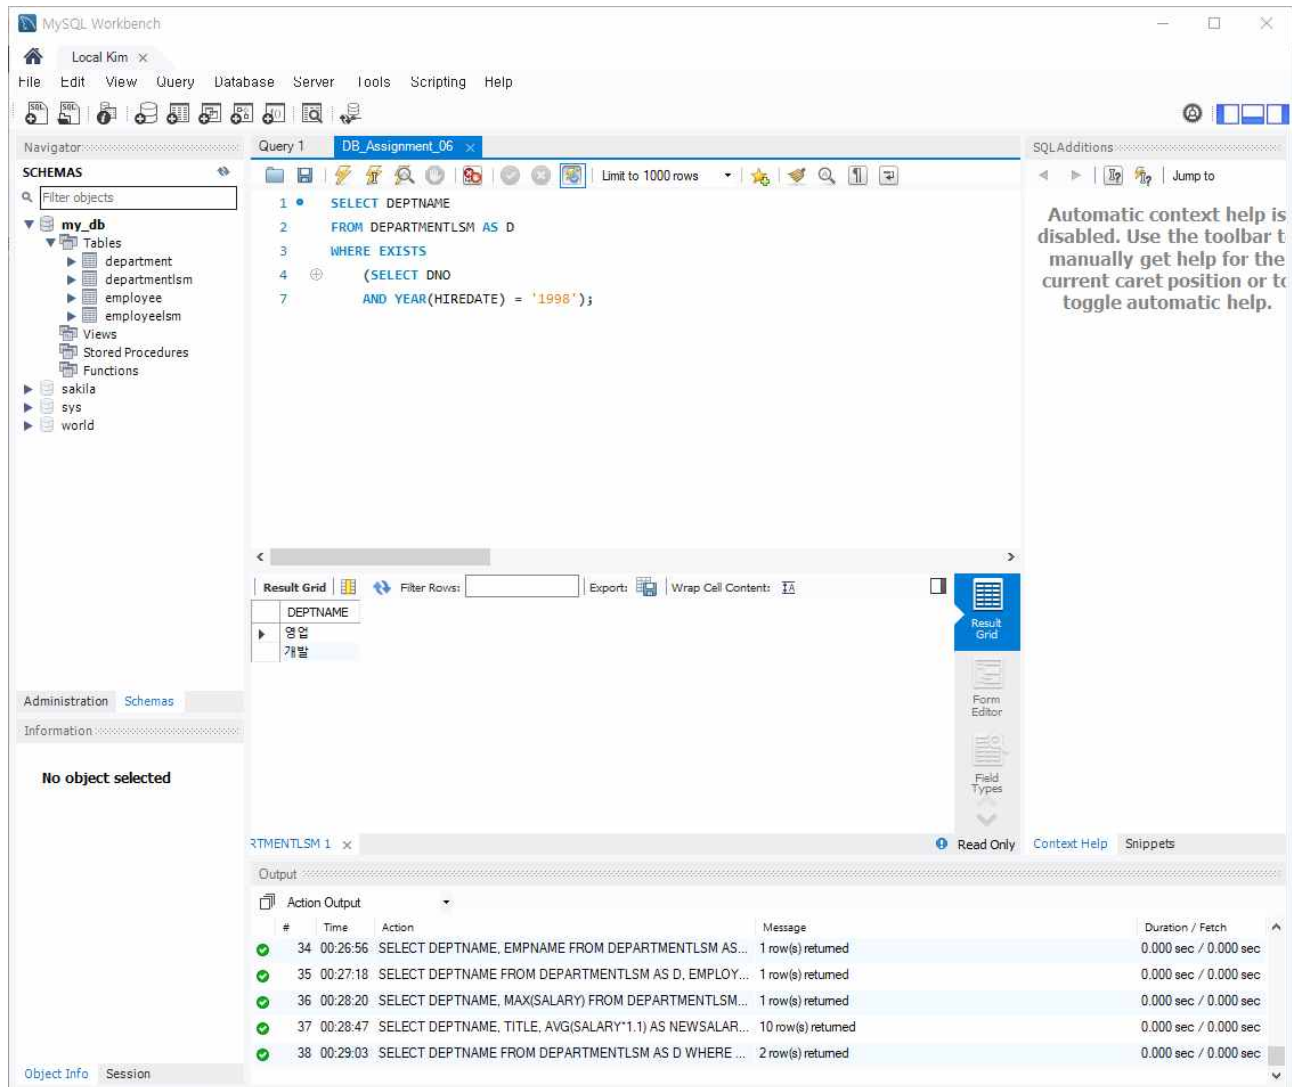 MySQL Workbench
Local Kim
File Edit View Query Database Server Tools Scripting Help
Navigator
SCHEMAS
Filter objects
my_db
Tables
department
departmentlsm
employee
employeelsm
Views
Stored Procedures
Functions
sakila
sys
world
Administration Schemas
Information
No object selected
Object Info Session
Query 1 DB_Assignment_06
Limit to 1000 rows
1 SELECT DEPTNAME
2 FROM DEPARTMENTLSM AS D
3 WHERE EXISTS
4 (SELECT DNO
7 AND YEAR(HIREDATE) = '1998');
Result Grid Filter Rows: Export: Wrap Cell Content:
DEPTNAME
영업
개발
Result
Grid
Form
Editor
Field
Types
RTMENTLSM 1 Read Only
SQLAdditions
Jump to
Automatic context help is
disabled. Use the toolbar t
manually get help for the
current caret position or to
toggle automatic help.
Context Help Snippets
Output
Action Output
# Time Action Message Duration / Fetch
34 00:26:56 SELECT DEPTNAME, EMPNAME FROM DEPARTMENTLSM AS... 1 row(s) returned 0.000 sec / 0.000 sec
35 00:27:18 SELECT DEPTNAME FROM DEPARTMENTLSM AS D, EMPLOY... 1 row(s) returned 0.000 sec / 0.000 sec
36 00:28:20 SELECT DEPTNAME, MAX(SALARY) FROM DEPARTMENTLSM... 1 row(s) returned 0.000 sec / 0.000 sec
37 00:28:47 SELECT DEPTNAME, TITLE, AVG(SALARY*1.1) AS NEWSALAR... 10 row(s) returned 0.000 sec / 0.000 sec
38 00:29:03 SELECT DEPTNAME FROM DEPARTMENTLSM AS D WHERE ... 2 row(s) returned 0.000 sec / 0.000 sec